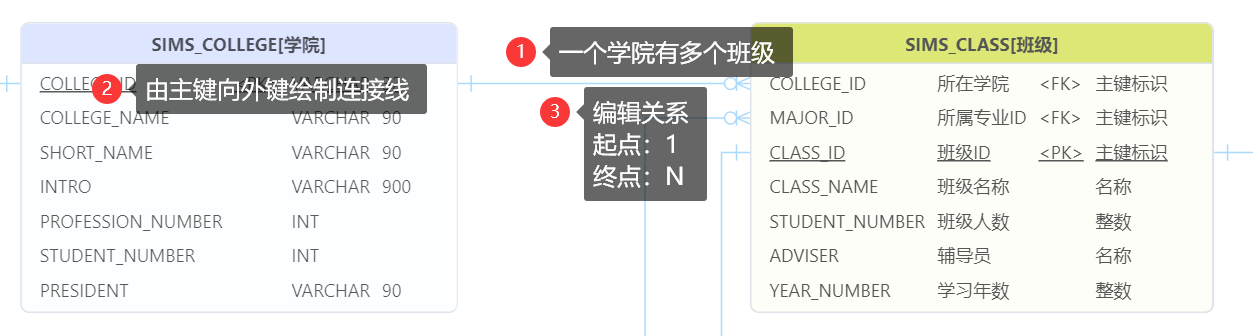 SIMS_COLLEGE[学院]
COLLEGE_ID
COLLEGE_NAME VARCHAR 90
SHORT_NAME VARCHAR 90
INTRO VARCHAR 900
PROFESSION_NUMBER INT
STUDENT_NUMBER INT
PRESIDENT VARCHAR 90
1 一个学院有多个班级
2 由主键向外键绘制连接线
3 编辑关系
起点：1
终点：N
SIMS_CLASS[班级]
COLLEGE_ID 所在学院 <FK> 主键标识
MAJOR_ID 所属专业ID <FK> 主键标识
CLASS_ID 班级ID <PK> 主键标识
CLASS_NAME 班级名称 名称
STUDENT_NUMBER 班级人数 整数
ADVISER 辅导员 名称
YEAR_NUMBER 学习年数 整数